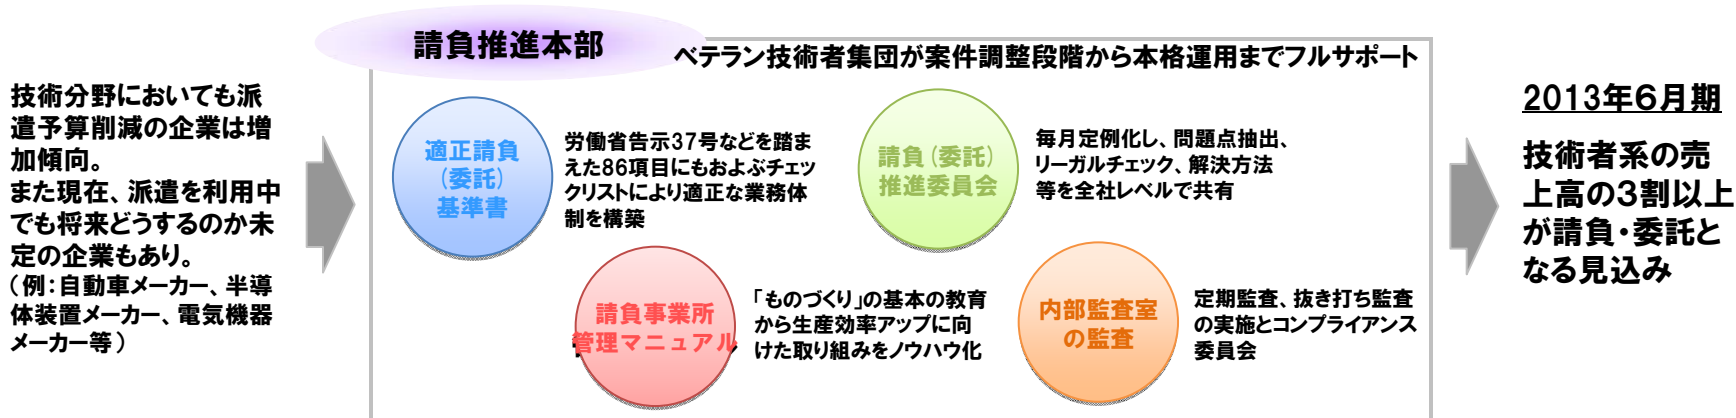 技術分野においても派
遣予算削減の企業は増
加傾向。
また現在、派遣を利用中
でも将来どうするのか未
定の企業もあり。
(例:自動車メーカー、半導
体装置メーカー、電気機器
メーカー等)
請負推進本部
ベテラン技術者集団が案件調整段階から本格運用までフルサポート
適正請負
(委託)
基準書
労働省告示37号などを踏ま
えた86項目にもおよぶチェッ
クリストにより適正な業務体
制を構築
請負(委託)
推進委員会
毎月定例化し、問題点抽出、
リーガルチェック、解決方法
等を全社レベルで共有
請負事業所
管理マニュアル
「ものづくり」の基本の教育
から生産効率アップに向
けた取り組みをノウハウ化
内部監査室
の監査
定期監査、抜き打ち監査
の実施とコンプライアンス
委員会
2013年6月期
技術者系の売
上高の3割以上
が請負・委託と
なる見込み